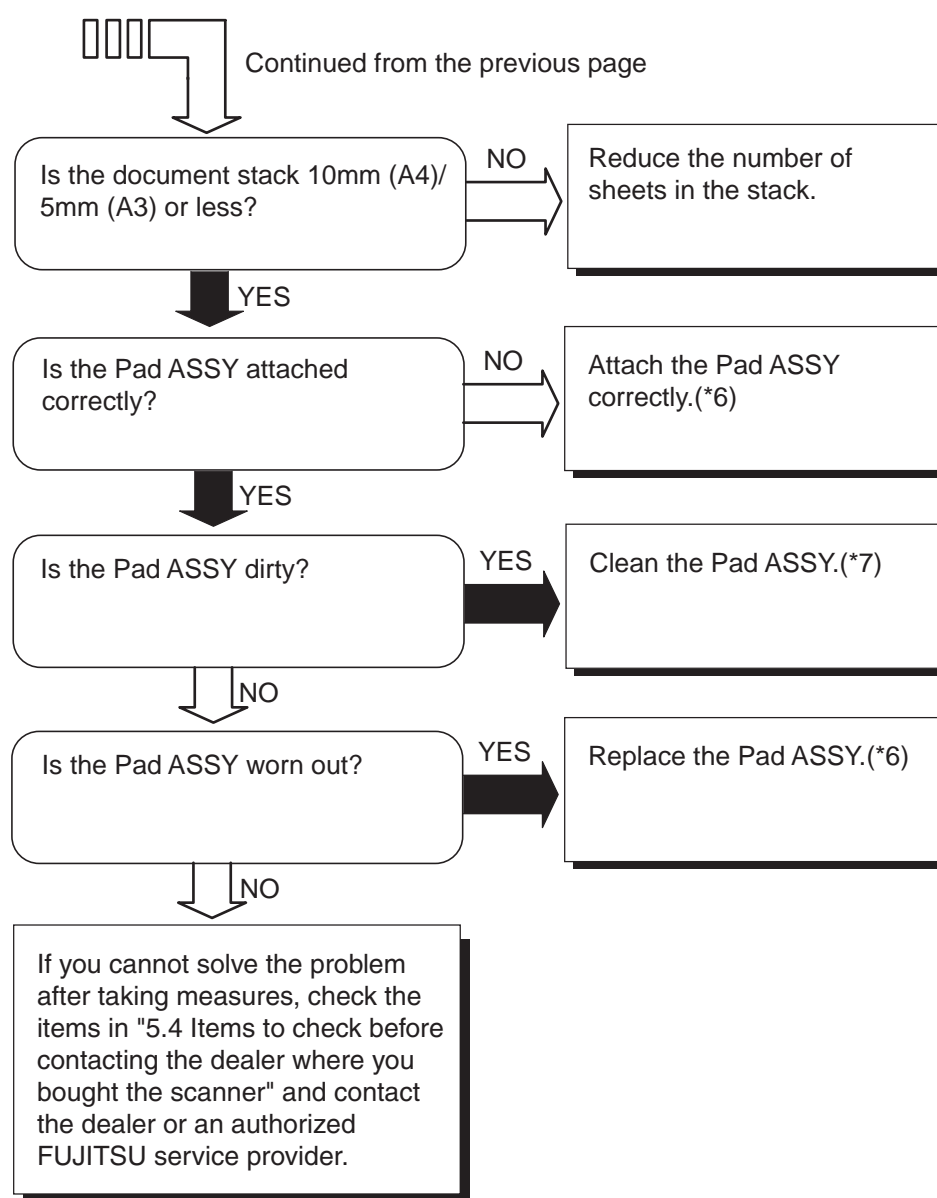 Continued from the previous page
Is the document stack 10mm (A4)/
5mm (A3) or less?
NO
Reduce the number of
sheets in the stack.
YES
Is the Pad ASSY attached
correctly?
NO
Attach the Pad ASSY
correctly.(*6)
YES
Is the Pad ASSY dirty?
YES
Clean the Pad ASSY.(*7)
NO
Is the Pad ASSY worn out?
YES
Replace the Pad ASSY.(*6)
NO
If you cannot solve the problem
after taking measures, check the
items in "5.4 Items to check before
contacting the dealer where you
bought the scanner" and contact
the dealer or an authorized
FUJITSU service provider.